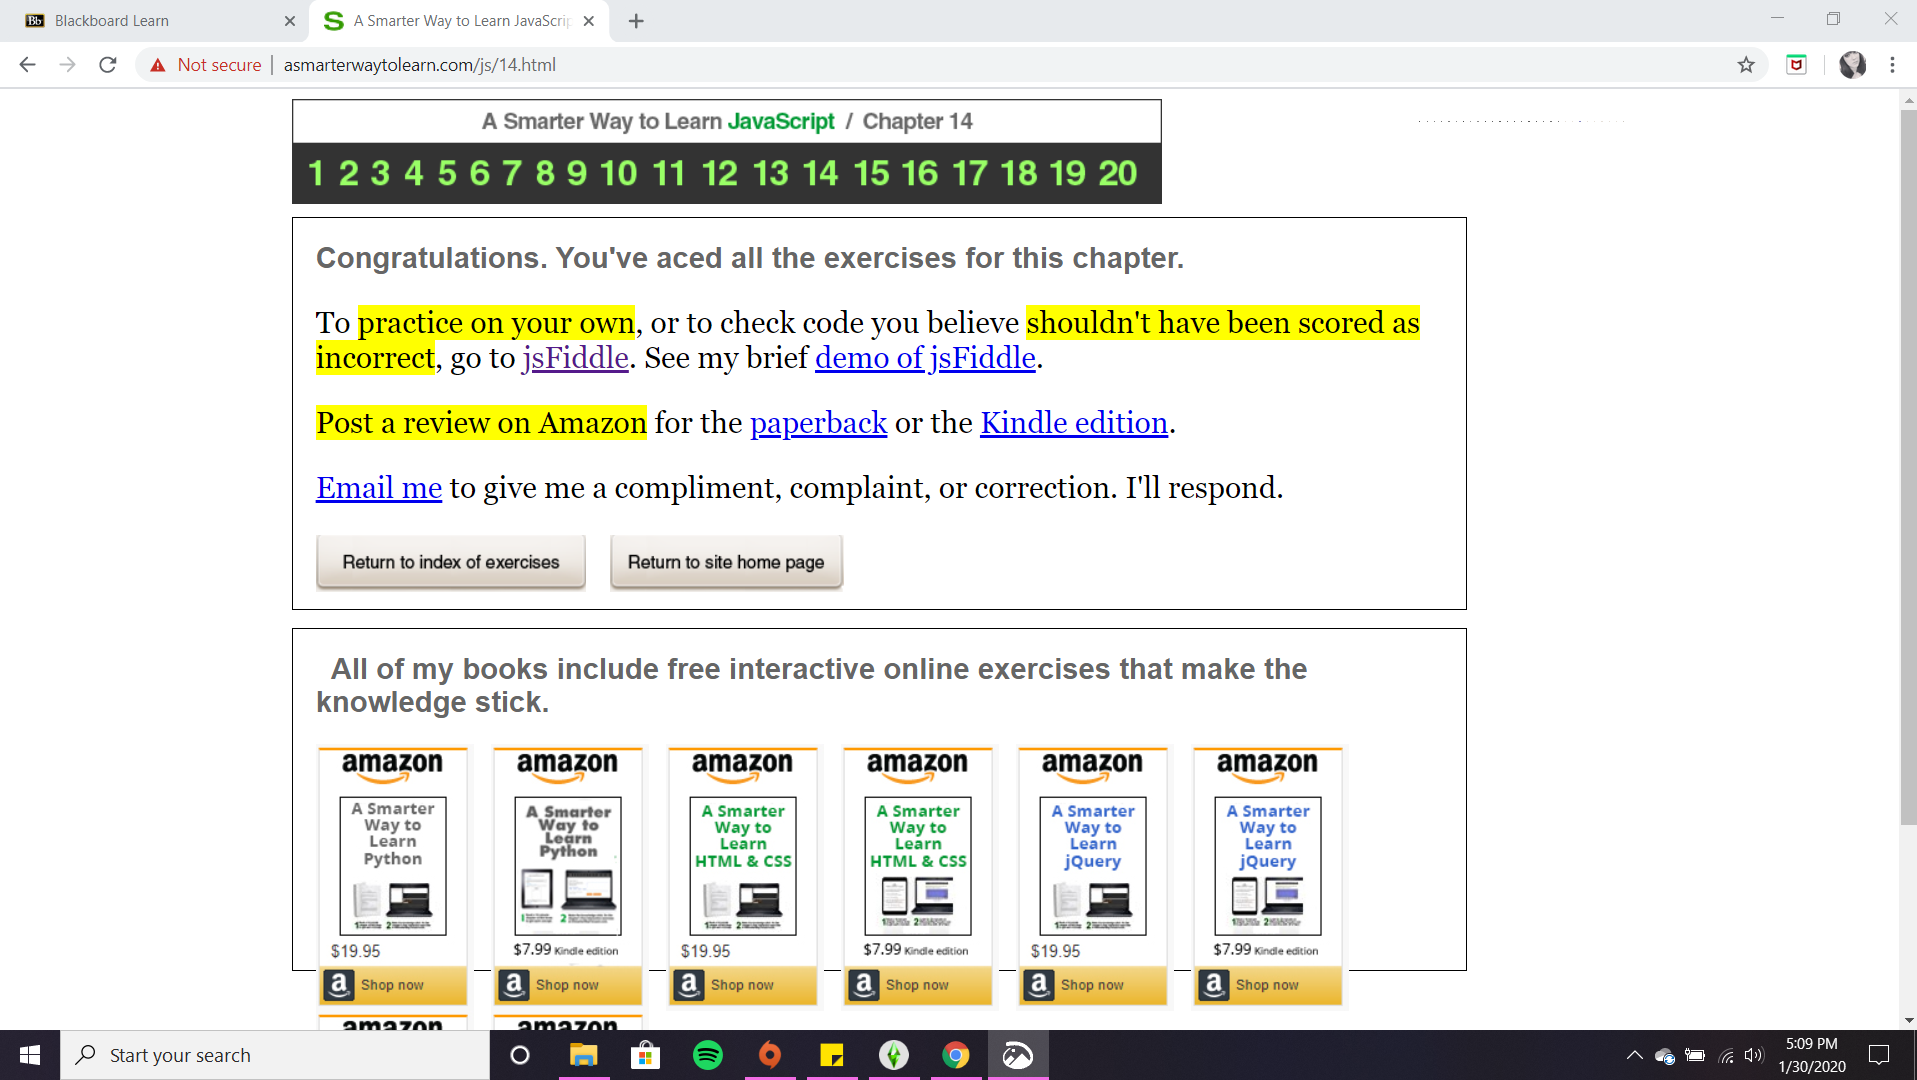 Blackboard Learn
A Smarter Way to Learn JavaScrip
Not secure | asmarterwaytolearn.com/js/14.html
A Smarter Way to Learn JavaScript / Chapter 14
1 2 3 4 5 6 7 8 9 10 11 12 13 14 15 16 17 18 19 20
Congratulations. You've aced all the exercises for this chapter.
To practice on your own, or to check code you believe shouldn't have been scored as
incorrect, go to jsFiddle. See my brief demo of jsFiddle.
Post a review on Amazon for the paperback or the Kindle edition.
Email me to give me a compliment, complaint, or correction. I'll respond.
Return to index of exercises
Return to site home page
All of my books include free interactive online exercises that make the
knowledge stick.
amazon
A Smarter
Way to
Learn
Python
$19.95
a Shop now
amazon
A Smarter
Way to
Learn
Python
$7.99 Kindle edition
a Shop now
amazon
A Smarter
Way to
Learn
HTML & CSS
$19.95
a Shop now
amazon
A Smarter
Way to
Learn
HTML & CSS
$7.99 Kindle edition
a Shop now
amazon
A Smarter
Way to
Learn
jQuery
$19.95
a Shop now
amazon
A Smarter
Way to
Learn
jQuery
$7.99 Kindle edition
a Shop now
amazon
amazon
Start your search
5:09 PM
1/30/2020